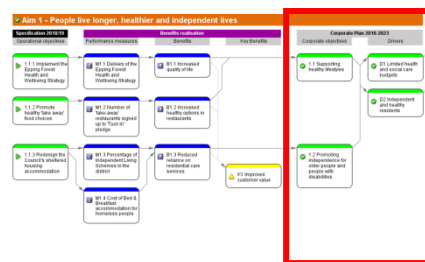 Aim 1 - People live longer, healthier and independent lives
Specification 2018/19
Benefits realisation
Corporate Plan 2018-2023
Operational objectives
Performance measures
Benefits
Key Benefits
Corporate objectives
Drivers
1.1.1 Implement the
Epping Forest
Health and
Wellbeing Strategy
M1.1 Delivery of the
Epping Forest
Health and
Wellbeing Strategy
B1.1 Increased
quality of life
1.1 Supporting
healthy lifestyles
D1 Limited health
and social care
budgets
1.1.2 Promote
healthy 'take away'
food choices
M1.2 Number of
'take-away'
restaurants signed
up to 'Tuck in'
pledge
B1.2 Increased
healthy options in
restaurants
D2 Independent
and healthy
residents
1.1.3 Redesign the
Council's sheltered
housing
accommodation
M1.3 Percentage of
Independent Living
Schemes in the
district
B1.3 Reduced
reliance on
residential care
services
K1 Improved
customer value
1.2 Promoting
independence for
older people and
people with
disabilities
M1.4 Cost of Bed &
Breakfast
accommodation for
homeless people